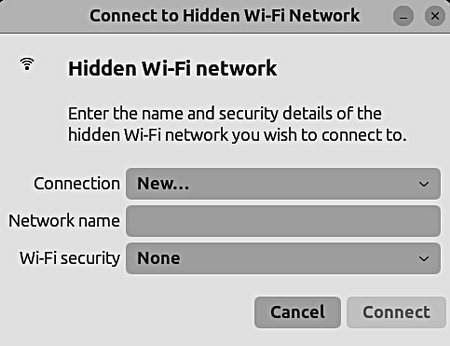 Connect to Hidden Wi-Fi Network
Hidden Wi-Fi network
Enter the name and security details of the
hidden Wi-Fi network you wish to connect to.
Connection New...
Network name
Wi-Fi security None
Cancel Connect